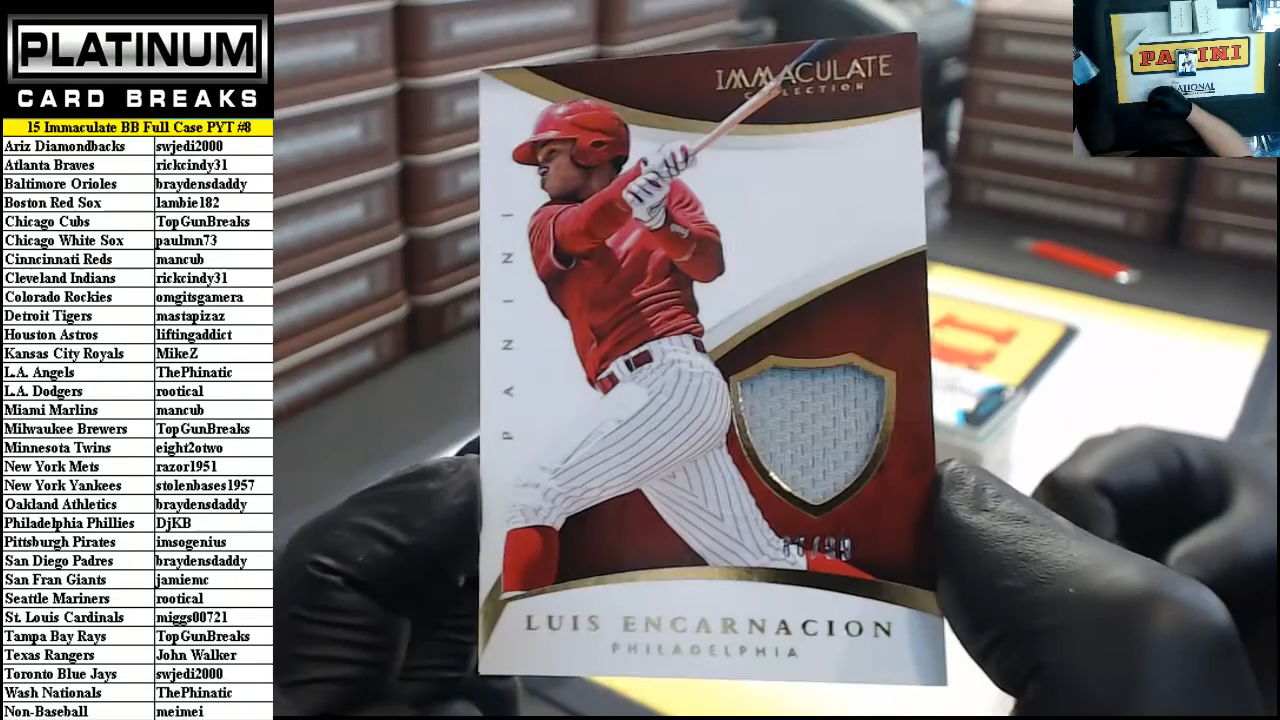 PLATINUM
CARD BREAKS
15 Immaculate BB Full Case PYT #8
Ariz Diamondbacks swjedi2000
Atlanta Braves rickcindy31
Baltimore Orioles braydensdaddy
Boston Red Sox lambie182
Chicago Cubs TopGunBreaks
Chicago White Sox paulmn73
Cinncinnati Reds mancub
Cleveland Indians rickcindy31
Colorado Rockies omgitsgamera
Detroit Tigers mastapizaz
Houston Astros liftingaddict
Kansas City Royals MikeZ
L.A. Angels ThePhinatic
L.A. Dodgers rootical
Miami Marlins mancub
Milwaukee Brewers TopGunBreaks
Minnesota Twins eight2otwo
New York Mets razor1951
New York Yankees stolenbases1957
Oakland Athletics braydensdaddy
Philadelphia Phillies DjKB
Pittsburgh Pirates imsogenius
San Diego Padres braydensdaddy
San Fran Giants jamiemc
Seattle Mariners rootical
St. Louis Cardinals miggs00721
Tampa Bay Rays TopGunBreaks
Texas Rangers John Walker
Toronto Blue Jays swjedi2000
Wash Nationals ThePhinatic
Non-Baseball meimei
IMMACULATE
COLLECTION
PANINI
LUIS ENCARNACION
PHILADELPHIA
PANINI
NATIONAL